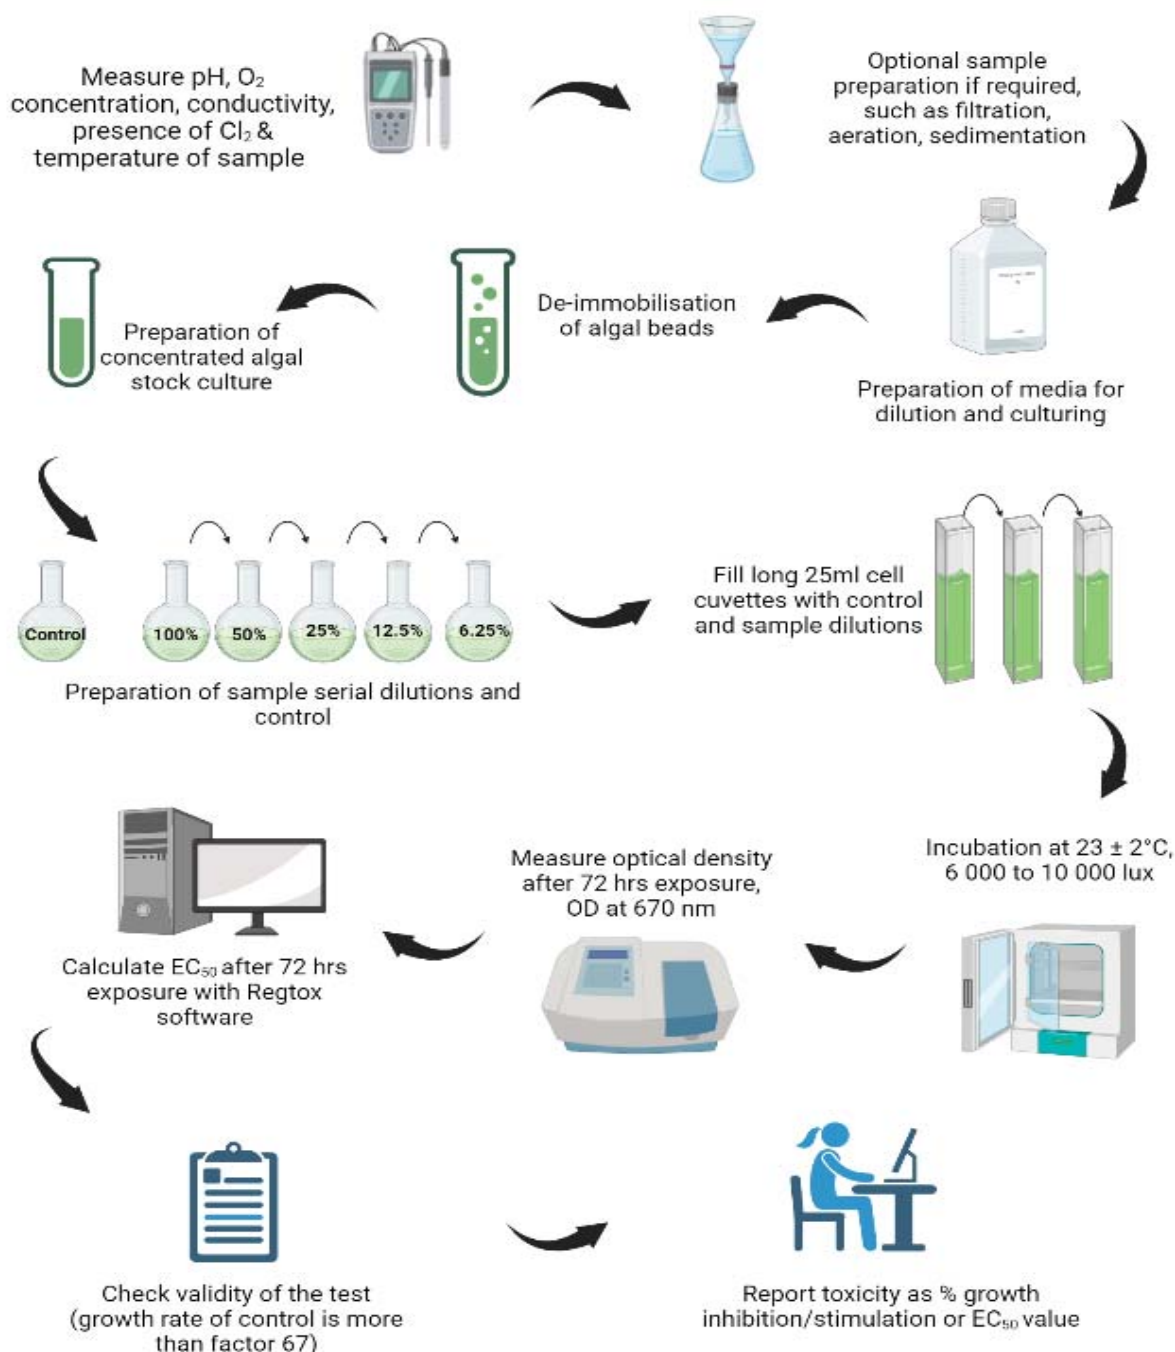 Measure pH, O₂
concentration, conductivity,
presence of Cl₂ &
temperature of sample
Optional sample
preparation if required,
such as filtration,
aeration, sedimentation
Preparation of media for
dilution and culturing
De-immobilisation
of algal beads
Preparation of
concentrated algal
stock culture
Control
100%
50%
25%
12.5%
6.25%
Preparation of sample serial dilutions and
control
Fill long 25ml cell
cuvettes with control
and sample dilutions
Incubation at 23 ± 2°C,
6 000 to 10 000 lux
Measure optical density
after 72 hrs exposure,
OD at 670 nm
Calculate EC₅₀ after 72 hrs
exposure with Regtox
software
Check validity of the test
(growth rate of control is more
than factor 67)
Report toxicity as % growth
inhibition/stimulation or EC₅₀ value